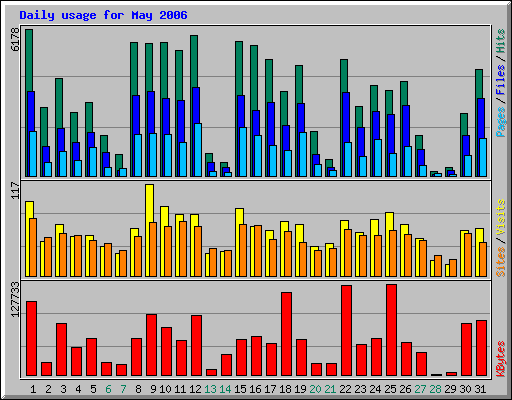 Daily usage for May 2006
6178
117
127733
Pages / Files / Hits
Sites / Visits
KBytes
1 2 3 4 5 6 7 8 9 10 11 12 13 14 15 16 17 18 19 20 21 22 23 24 25 26 27 28 29 30 31